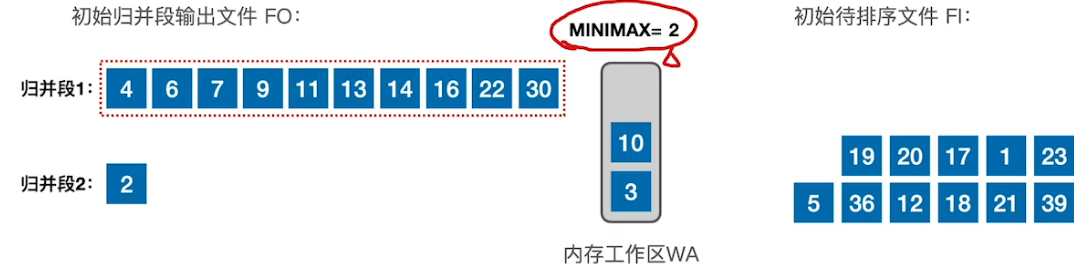 初始归并段输出文件 FO：
MINIMAX= 2
初始待排序文件 FI：
归并段1：
4 6 7 9 11 13 14 16 22 30
归并段2：
2
10
3
19 20 17 1 23
5 36 12 18 21 39
内存工作区WA